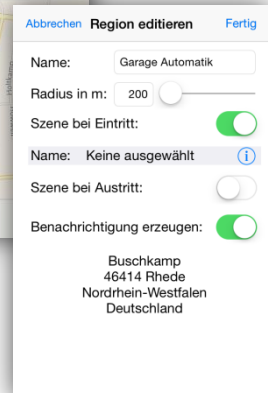 Abbrechen Region editieren Fertig
Name: Garage Automatik
Radius in m: 200
Szene bei Eintritt:
Name: Keine ausgewählt
Szene bei Austritt:
Benachrichtigung erzeugen:
Buschkamp
46414 Rhede
Nordrhein-Westfalen
Deutschland